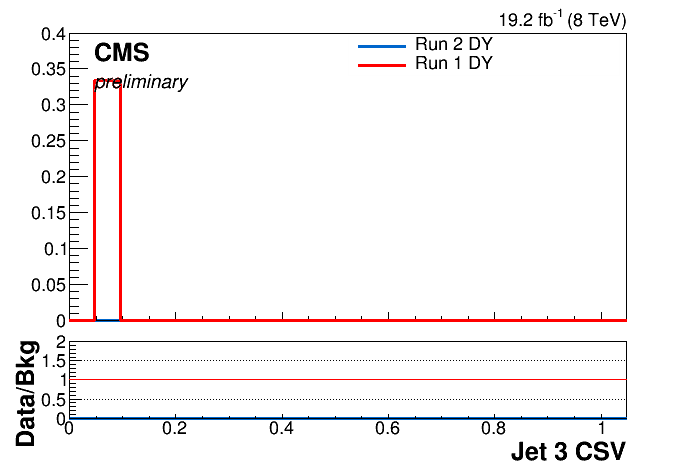 19.2 fb-1 (8 TeV)
CMS
preliminary
Run 2 DY
Run 1 DY
0.4
0.35
0.3
0.25
0.2
0.15
0.1
0.05
0
Data/Bkg
2
1.5
1
0.5
0
0 0.2 0.4 0.6 0.8 1
Jet 3 CSV